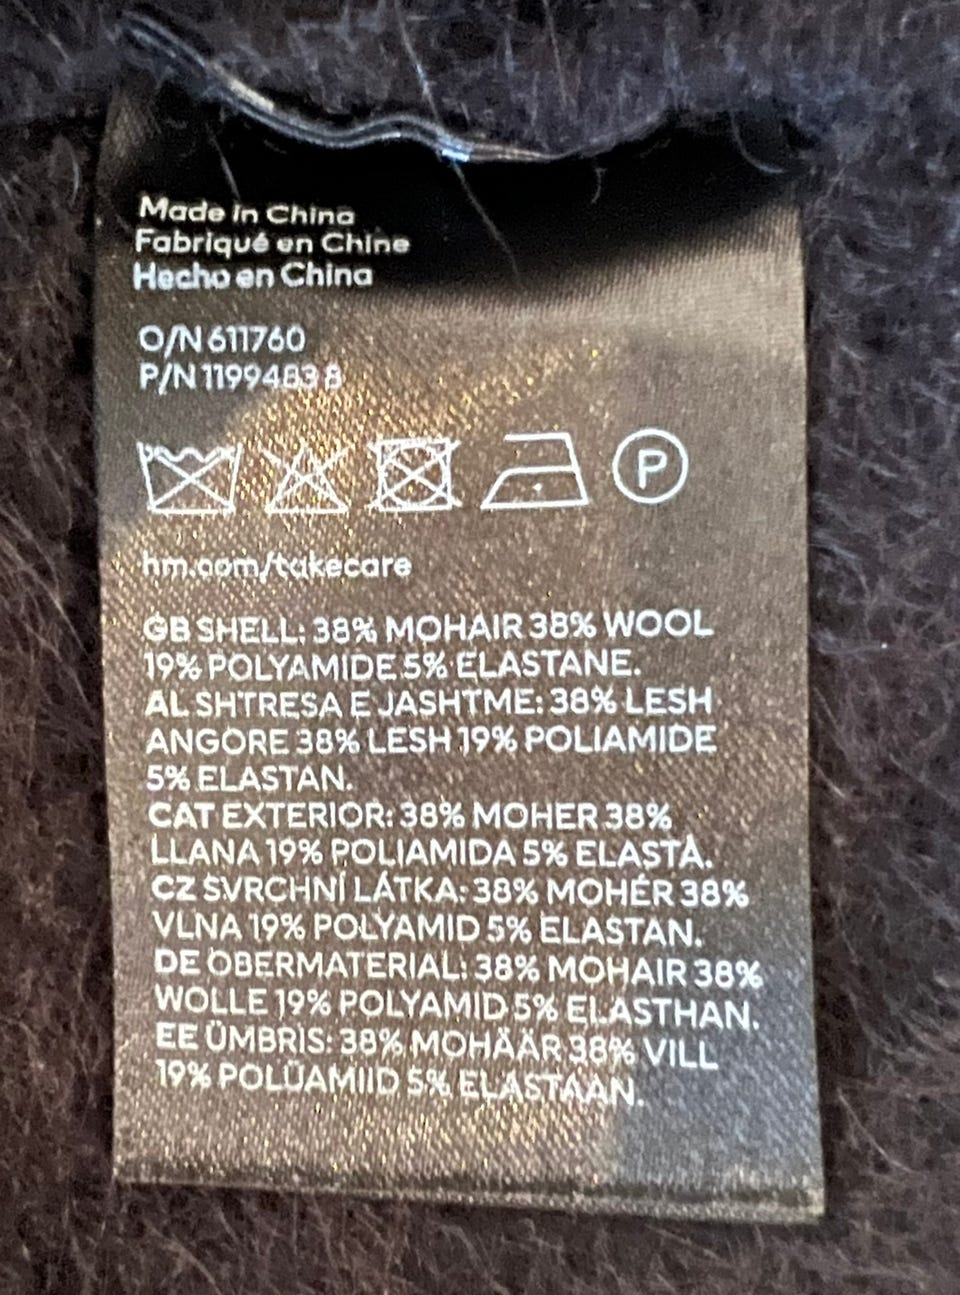 Made in China
Fabriqué en Chine
Hecho en China
O/N 611760
P/N 11994838
P
hm.com/takecare
GB SHELL: 38% MOHAIR 38% WOOL
19% POLYAMIDE 5% ELASTANE.
AL SHTRESA E JASHTME: 38% LESH
ANGORE 38% LESH 19% POLIAMIDE
5% ELASTAN.
CAT EXTERIOR: 38% MOHER 38%
LLANA 19% POLIAMIDA 5% ELASTÀ.
CZ SVRCHNÍ LÁTKA: 38% MOHÉR 38%
VLNA 19% POLYAMID 5% ELASTAN.
DE OBERMATERIAL: 38% MOHAIR 38%
WOLLE 19% POLYAMID 5% ELASTHAN.
EE ÜMBRIS: 38% MOHÄÄR 38% VILL
19% POLÜAMIID 5% ELASTAAN.